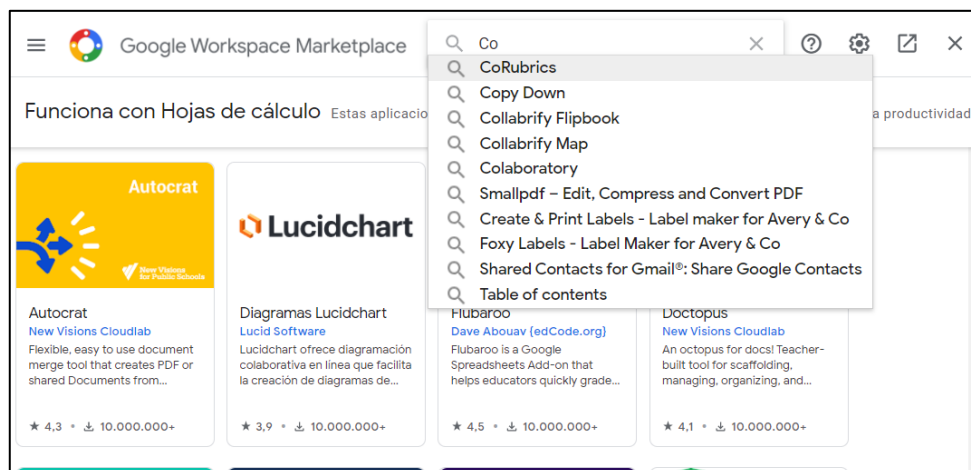 Google Workspace Marketplace
Co
CoRubrics
Copy Down
Collabrify Flipbook
Collabrify Map
Colaboratory
Smallpdf – Edit, Compress and Convert PDF
Create & Print Labels - Label maker for Avery & Co
Foxy Labels - Label Maker for Avery & Co
Shared Contacts for Gmail®: Share Google Contacts
Table of contents
Funciona con Hojas de cálculo Estas aplicacio
a productividad
Autocrat
New Visions
for Public Schools
Autocrat
New Visions Cloudlab
Flexible, easy to use document
merge tool that creates PDF or
shared Documents from...
★ 4,3 • 10.000.000+
Lucidchart
Diagramas Lucidchart
Lucid Software
Lucidchart ofrece diagramación
colaborativa en línea que facilita
la creación de diagramas de...
★ 3,9 • 10.000.000+
Flubaroo
Dave Abouav {edCode.org}
Flubaroo is a Google
Spreadsheets Add-on that
helps educators quickly grade...
★ 4,5 • 10.000.000+
Doctopus
New Visions Cloudlab
An octopus for docs! Teacher-
built tool for scaffolding,
managing, organizing, and...
★ 4,1 • 10.000.000+